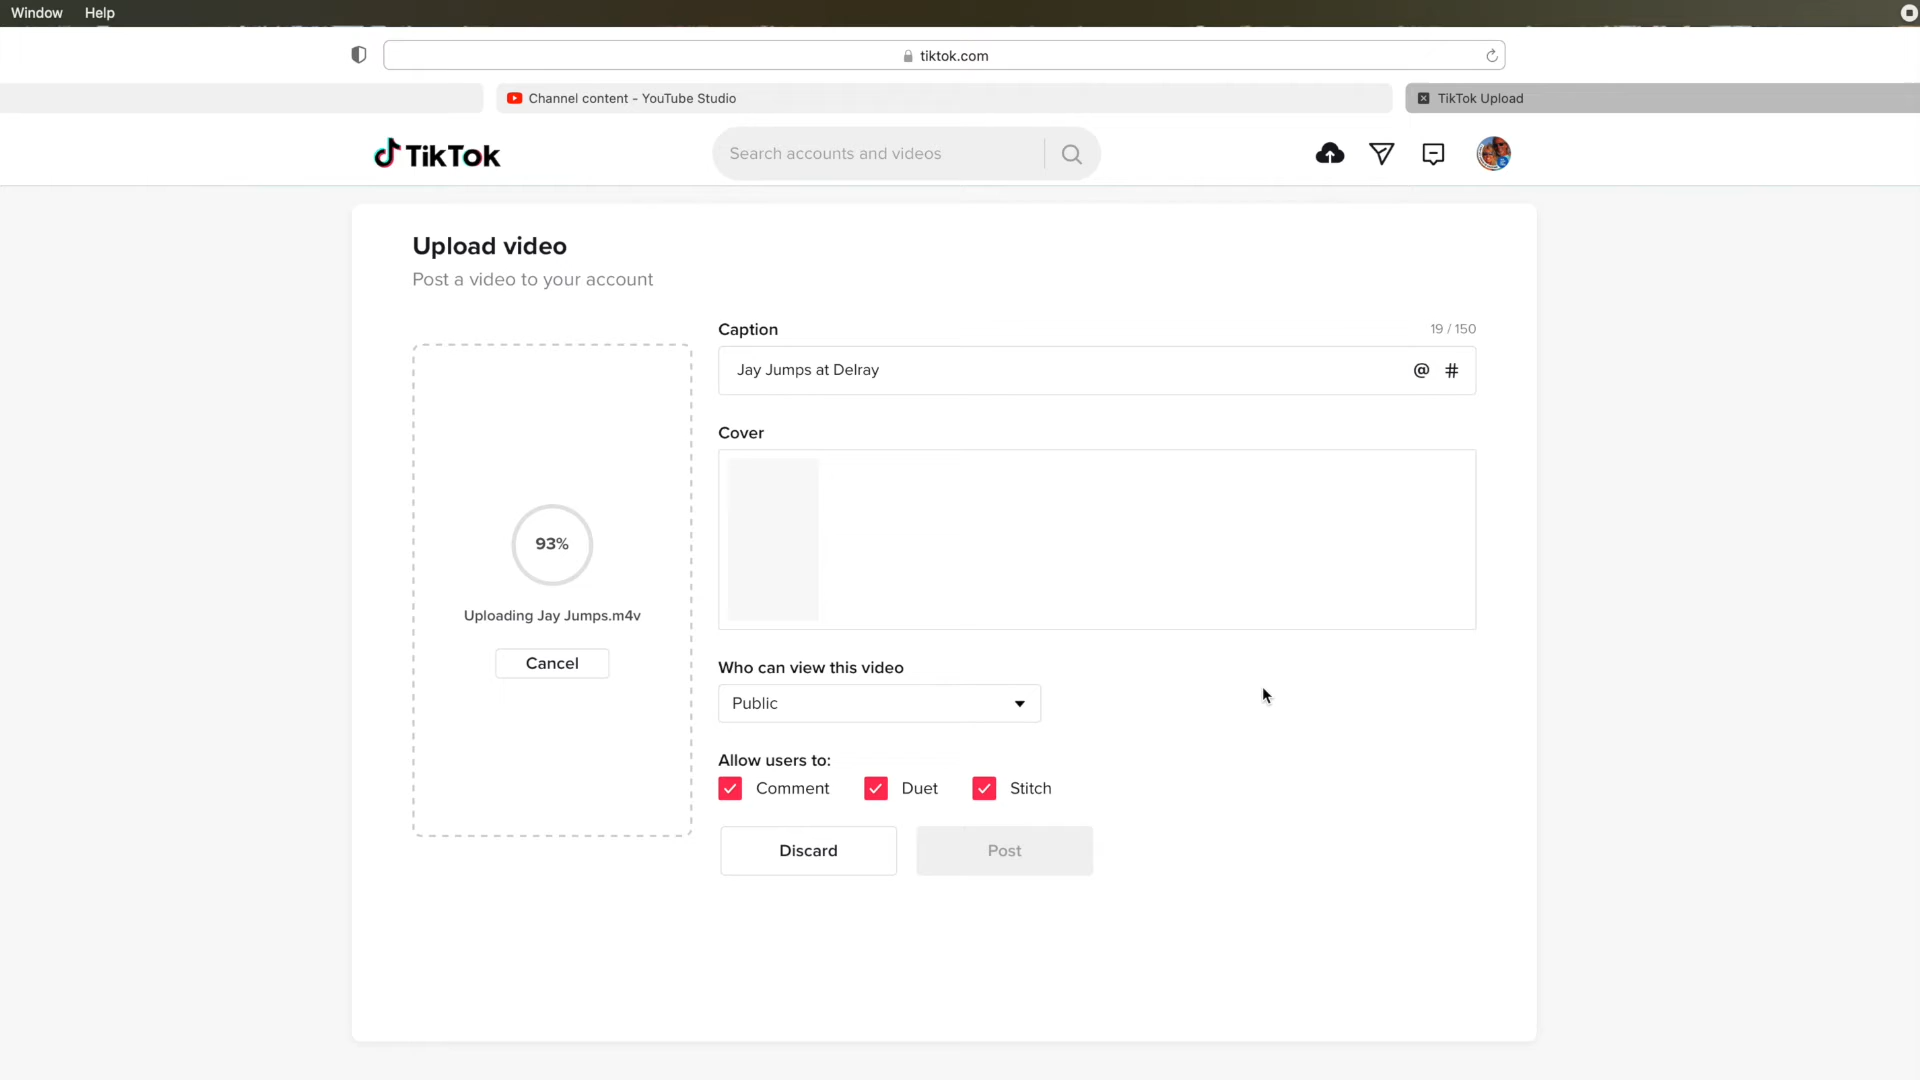 Window Help
tiktok.com
Channel content - YouTube Studio
TikTok Upload
TikTok
Search accounts and videos
Upload video
Post a video to your account
Caption
19 / 150
Jay Jumps at Delray
@ #
Cover
93%
Uploading Jay Jumps.m4v
Cancel
Who can view this video
Public
Allow users to:
Comment Duet Stitch
Discard Post